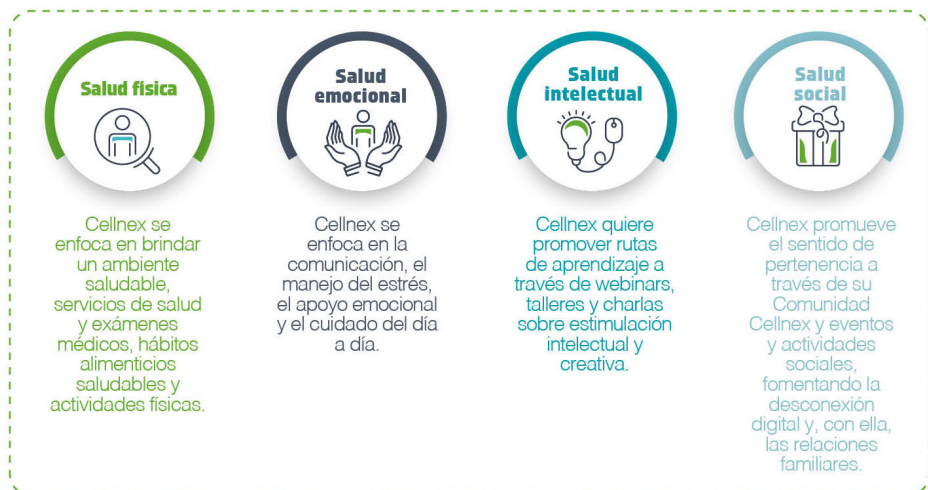 Salud física
Cellnex se
enfoca en brindar
un ambiente
saludable,
servicios de salud
y exámenes
médicos, hábitos
alimenticios
saludables y
actividades físicas.
Salud
emocional
Cellnex se
enfoca en la
comunicación, el
manejo del estrés,
el apoyo emocional
y el cuidado del día
a día.
Salud
intelectual
Cellnex quiere
promover rutas
de aprendizaje a
través de webinars,
talleres y charlas
sobre estimulación
intelectual y
creativa.
Salud
social
Cellnex promueve
el sentido de
pertenencia a
través de su
Comunidad
Cellnex y eventos
y actividades
sociales,
fomentando la
desconexión
digital y, con ella,
las relaciones
familiares.